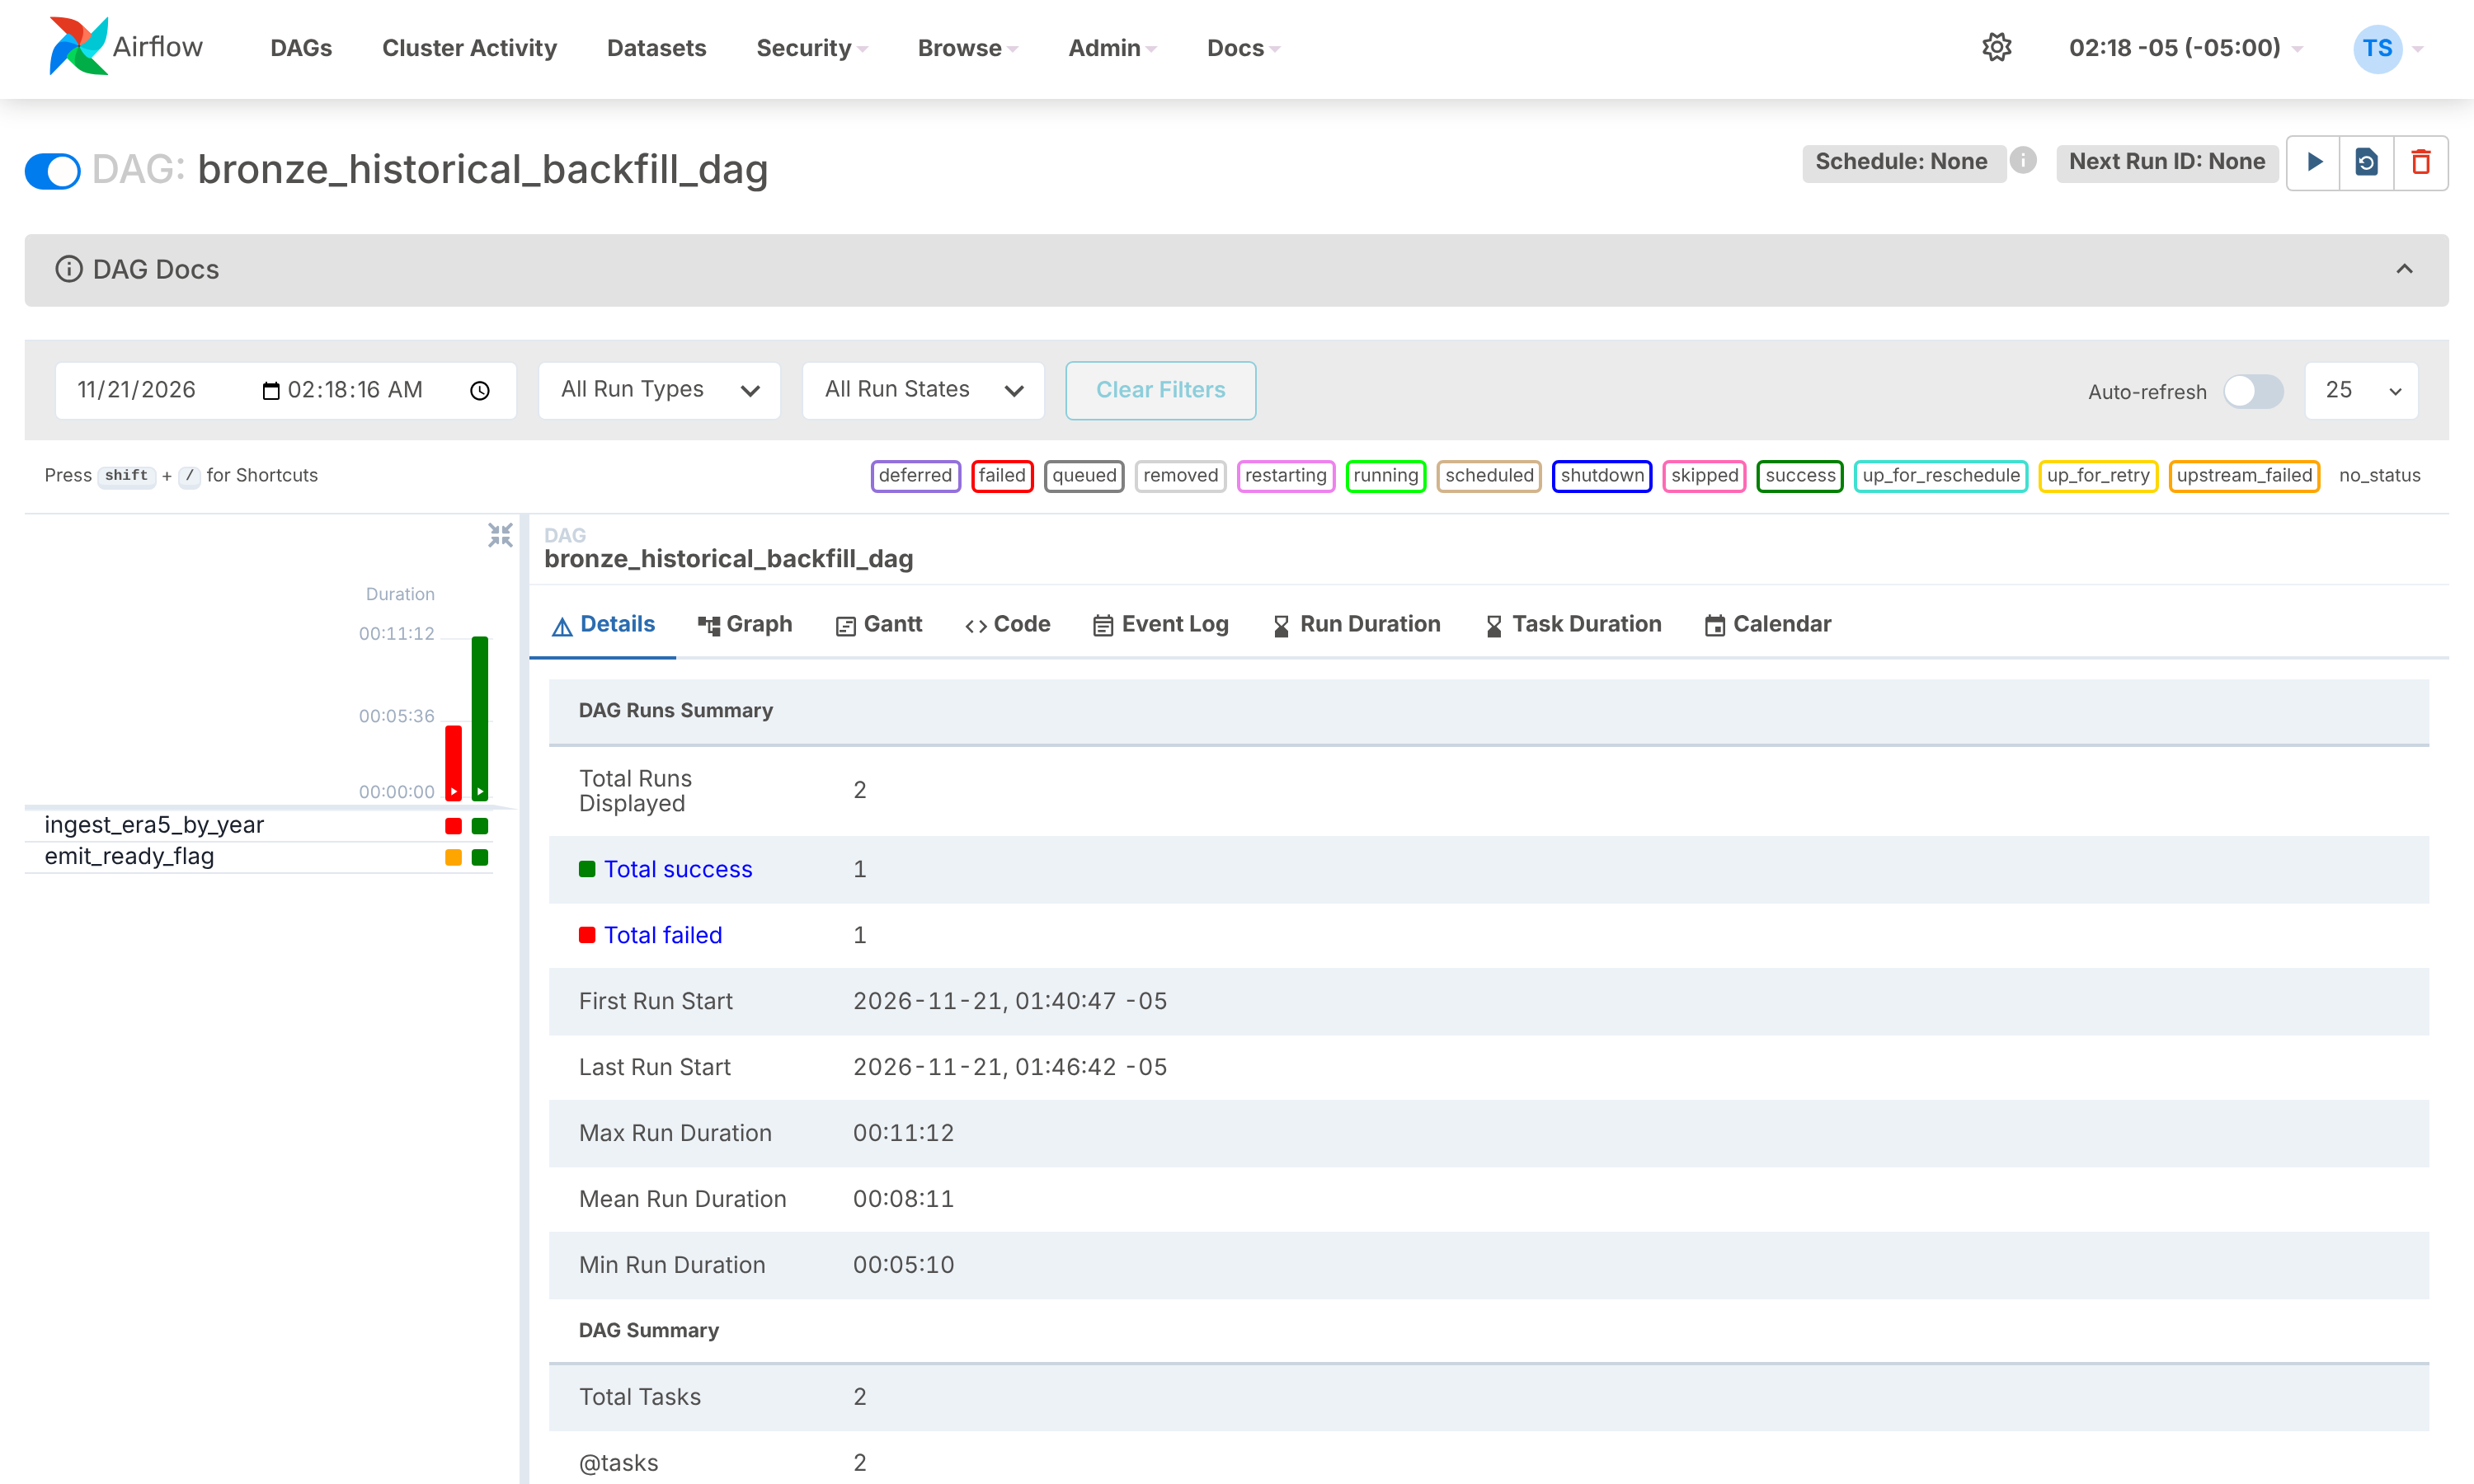 Airflow DAGs Cluster Activity Datasets Security Browse Admin Docs 02:18 -05 (-05:00) TS
DAG: bronze_historical_backfill_dag Schedule: None Next Run ID: None
DAG Docs
11/21/2026 02:18:16 AM All Run Types All Run States Clear Filters Auto-refresh 25
Press shift + / for Shortcuts deferred failed queued removed restarting running scheduled shutdown skipped success up_for_reschedule up_for_retry upstream_failed no_status
Duration
00:11:12
00:05:36
00:00:00
ingest_era5_by_year
emit_ready_flag
DAG
bronze_historical_backfill_dag
Details Graph Gantt Code Event Log Run Duration Task Duration Calendar
DAG Runs Summary
Total Runs
Displayed 2
Total success 1
Total failed 1
First Run Start 2026-11-21, 01:40:47 -05
Last Run Start 2026-11-21, 01:46:42 -05
Max Run Duration 00:11:12
Mean Run Duration 00:08:11
Min Run Duration 00:05:10
DAG Summary
Total Tasks 2
@tasks 2